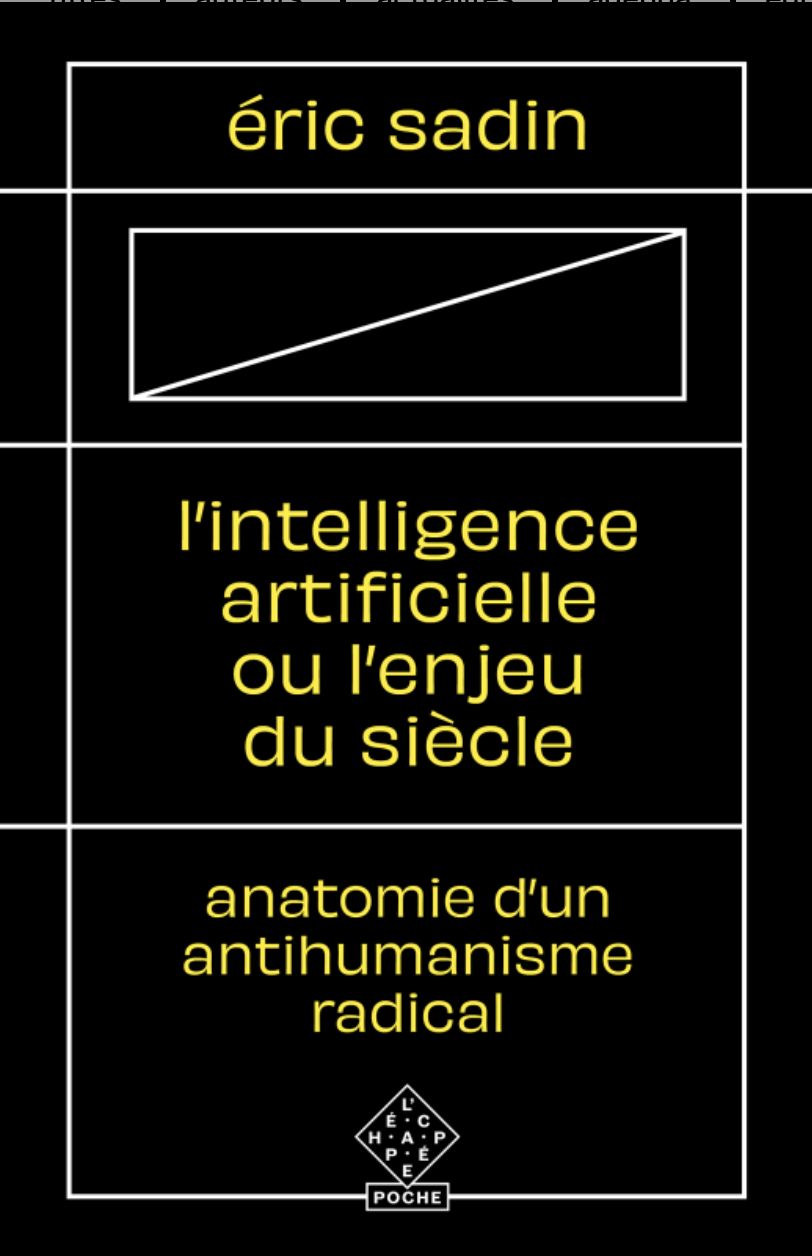 éric sadin
l'intelligence
artificielle
ou l'enjeu
du siècle
anatomie d'un
antihumanisme
radical
L'
É · C
H · A · P
P · É
E
POCHE